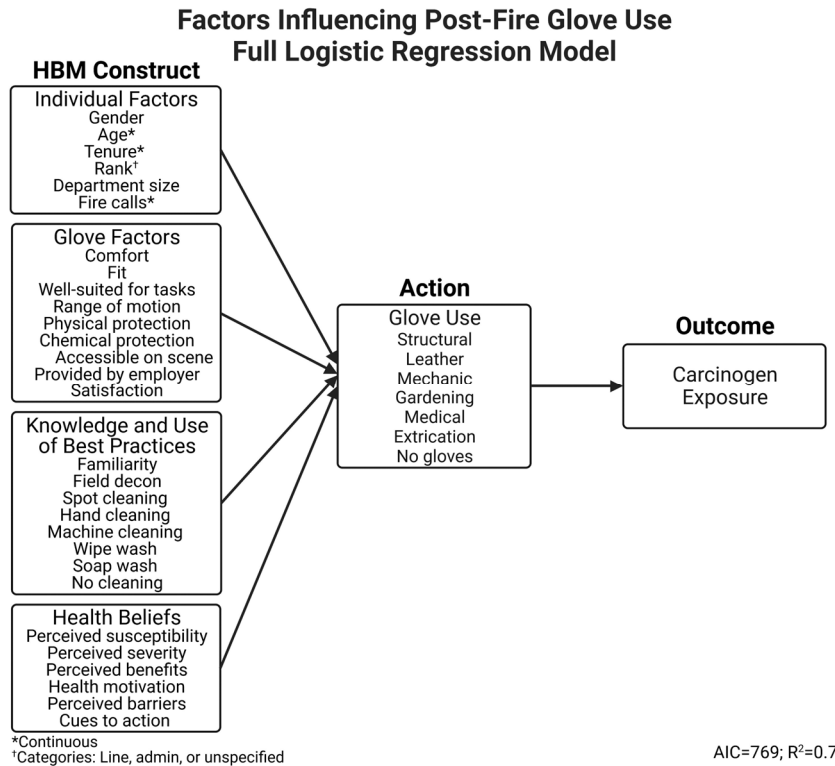 Factors Influencing Post-Fire Glove Use
Full Logistic Regression Model
HBM Construct
Individual Factors
Gender
Age*
Tenure*
Rank†
Department size
Fire calls*
Glove Factors
Comfort
Fit
Well-suited for tasks
Range of motion
Physical protection
Chemical protection
Accessible on scene
Provided by employer
Satisfaction
Knowledge and Use
of Best Practices
Familiarity
Field decon
Spot cleaning
Hand cleaning
Machine cleaning
Wipe wash
Soap wash
No cleaning
Health Beliefs
Perceived susceptibility
Perceived severity
Perceived benefits
Health motivation
Perceived barriers
Cues to action
*Continuous
†Categories: Line, admin, or unspecified
Action
Glove Use
Structural
Leather
Mechanic
Gardening
Medical
Extrication
No gloves
Outcome
Carcinogen
Exposure
AIC=769; R²=0.7